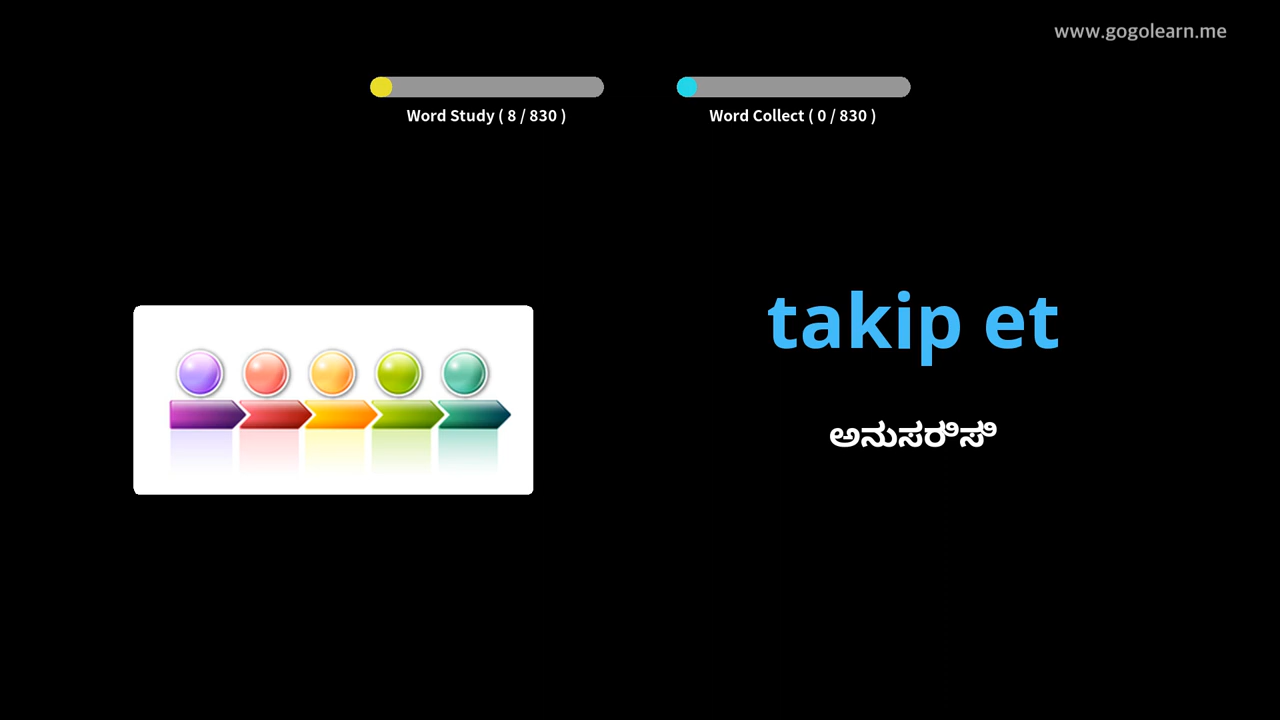 www.gogolearn.me
Word Study ( 8 / 830 )
Word Collect ( 0 / 830 )
takip et
ಅನುಸರಿಸಿ